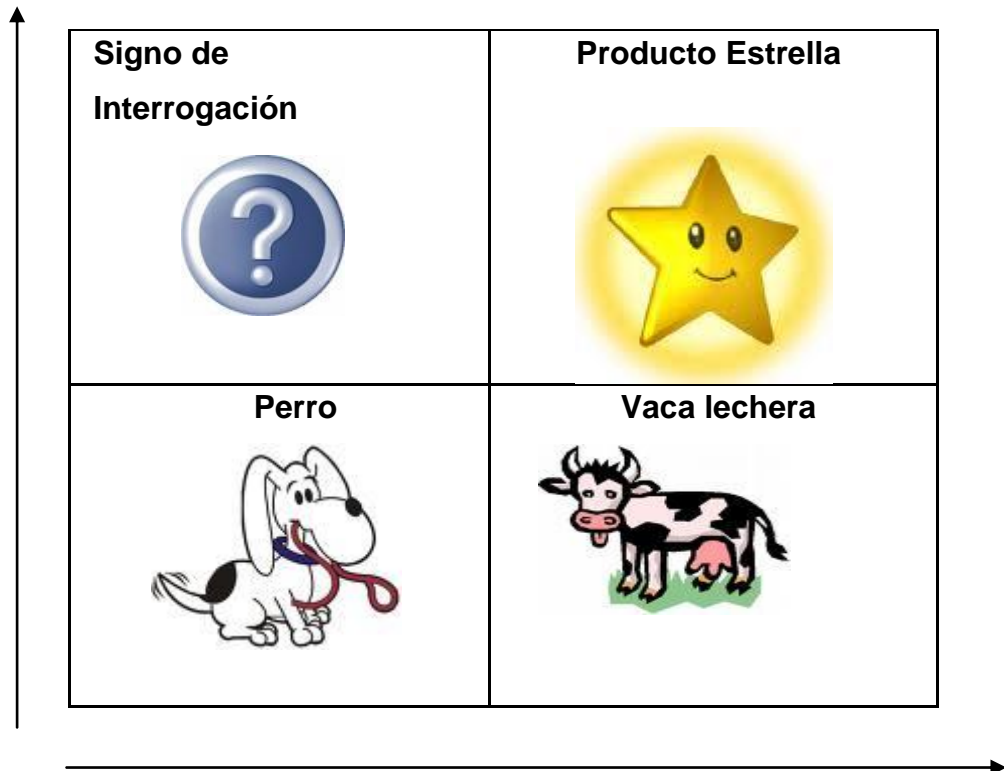 Signo de
Interrogación
Producto Estrella
?
Perro
Vaca lechera